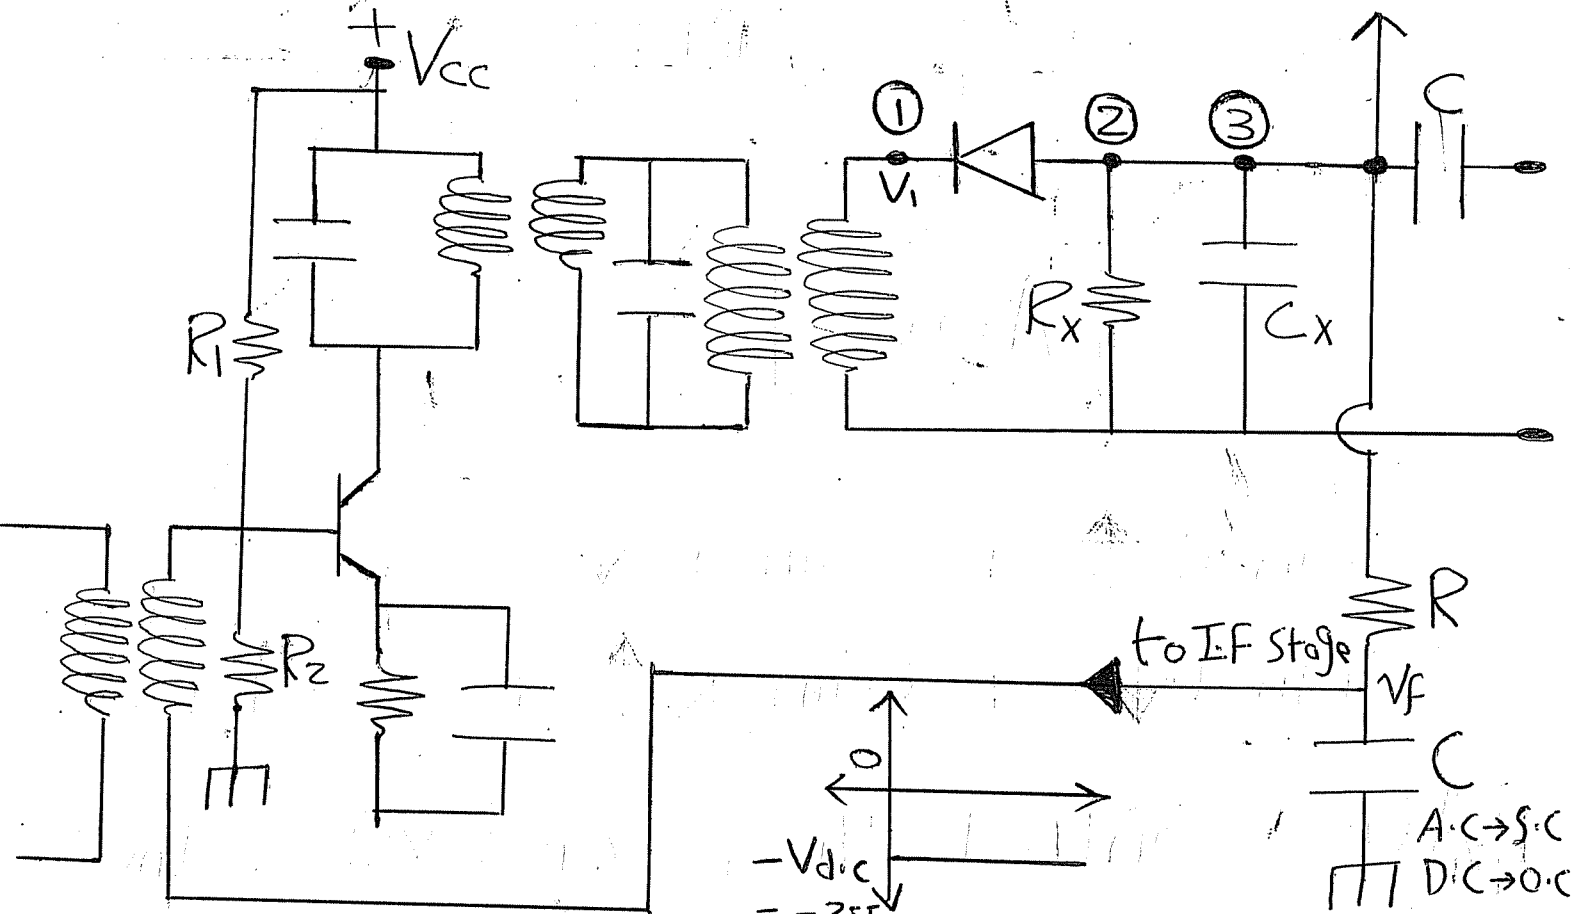 +
Vcc
C
1
2
3
V1
Rx
Cx
R1
R
R2
to I.F stage
Vf
0
C
A.C→S.C
-Vd.c
D.C→O.C